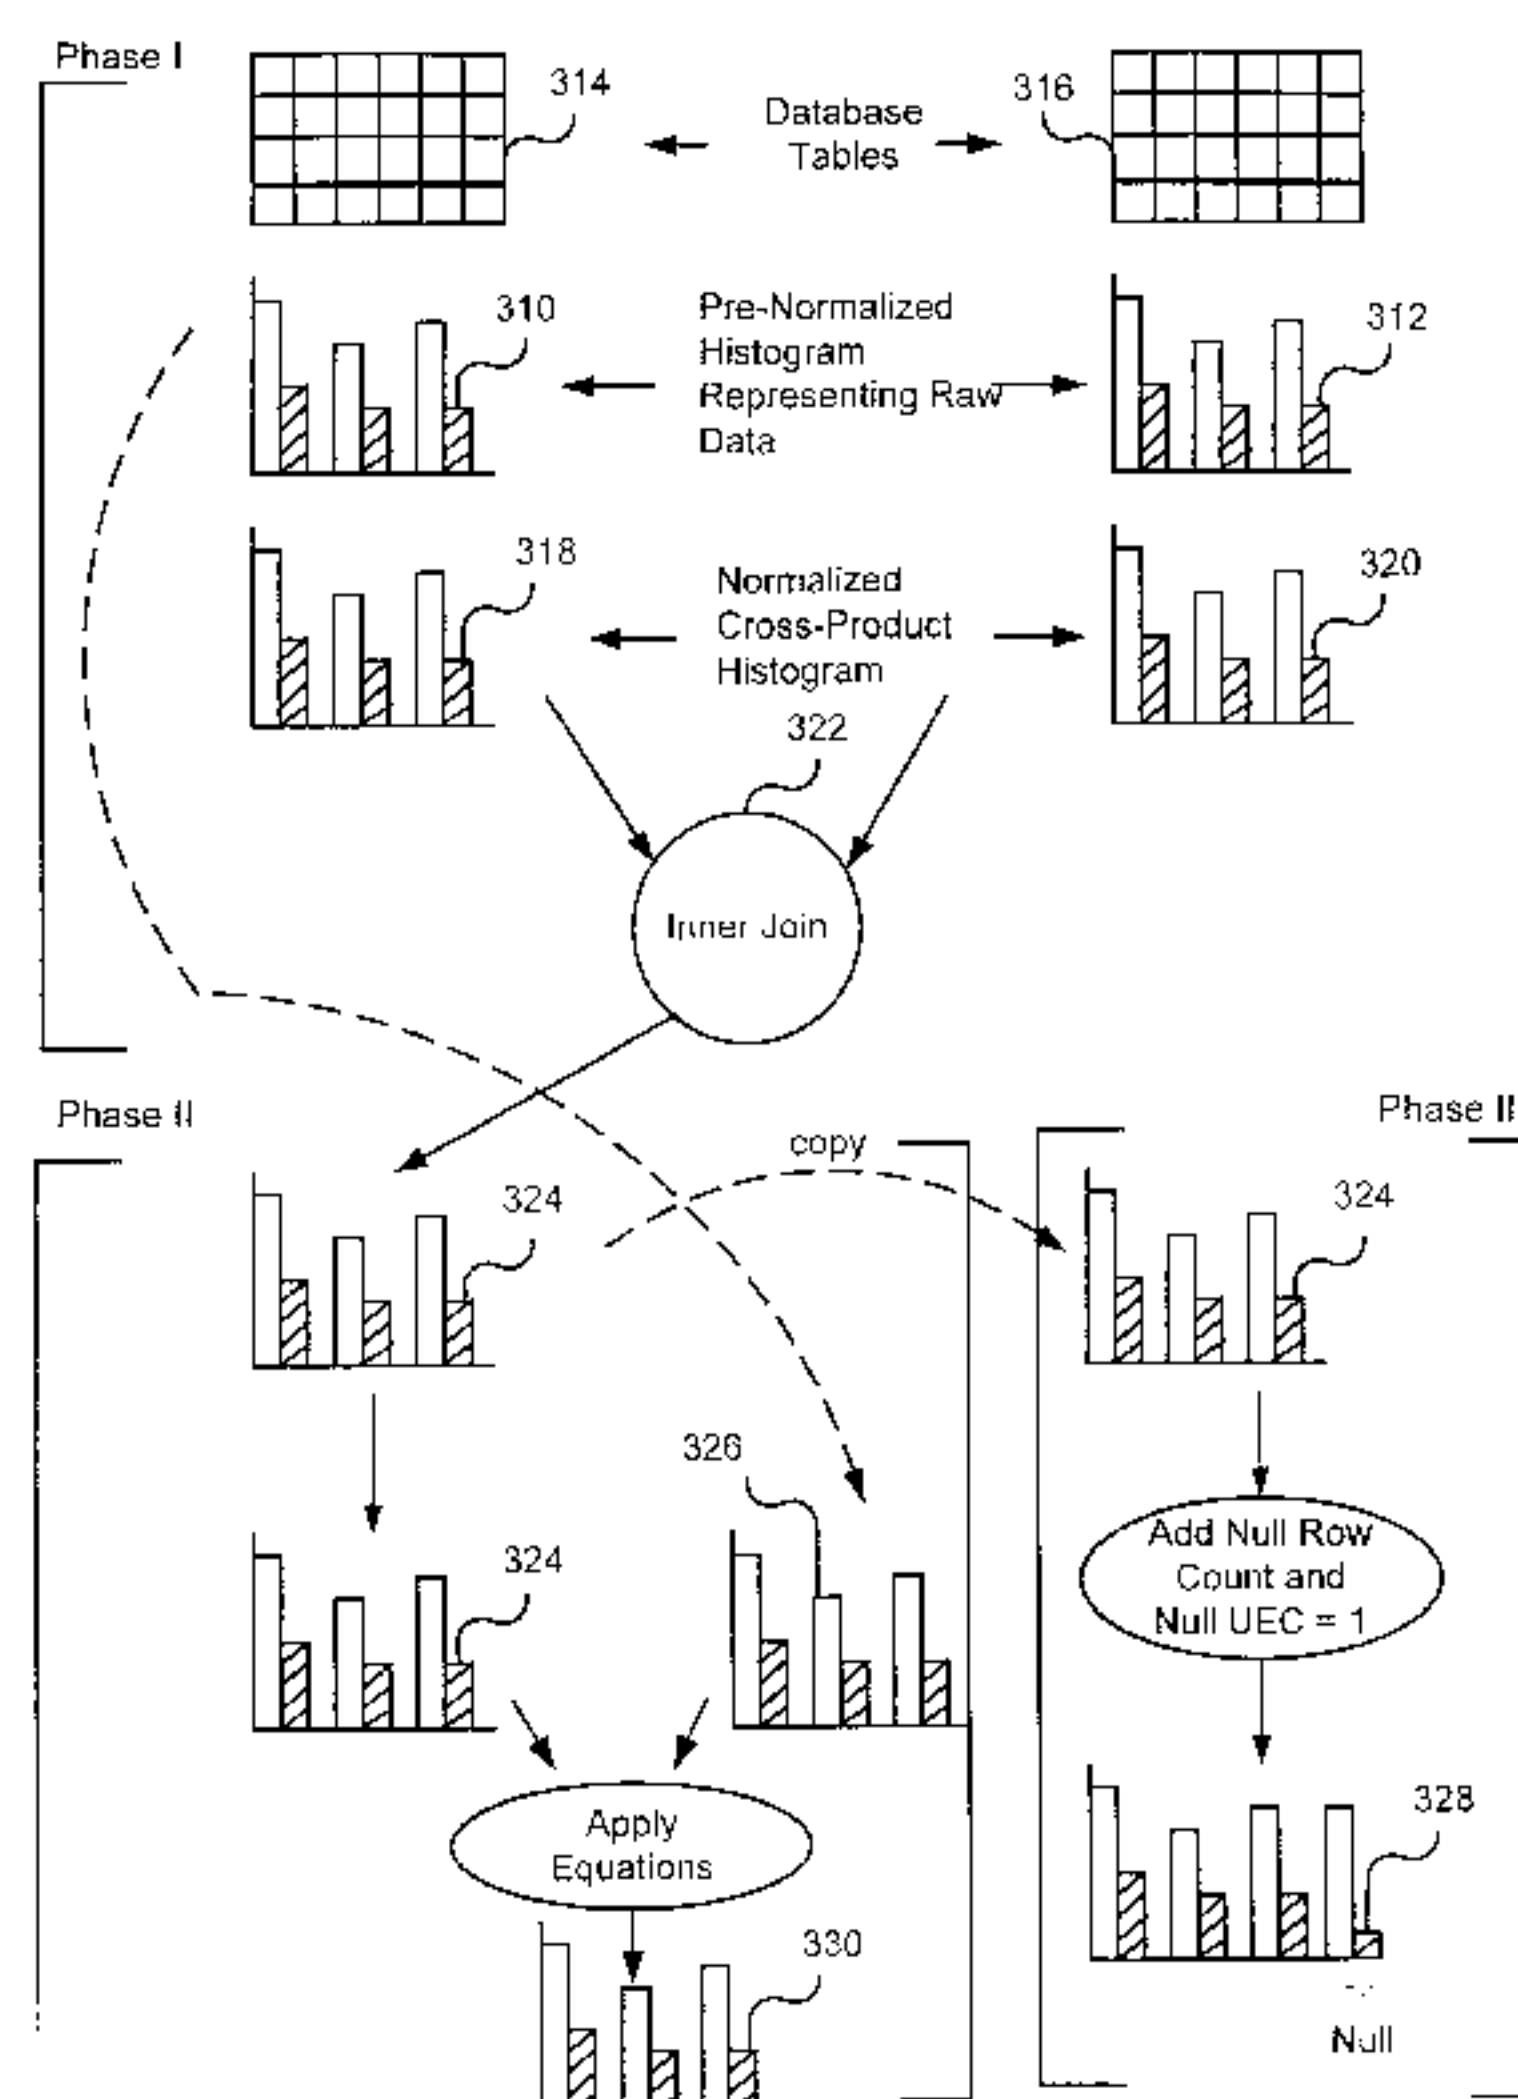 Phase I
314
Database
Tables
316
310
Pre-Normalized
Histogram
Representing Raw
Data
312
318
Normalized
Cross-Product
Histogram
320
322
Inner Join
Phase II
copy
Phase II
324
324
326
324
Add Null Row
Count and
Null UEC = 1
Apply
Equations
328
330
Null